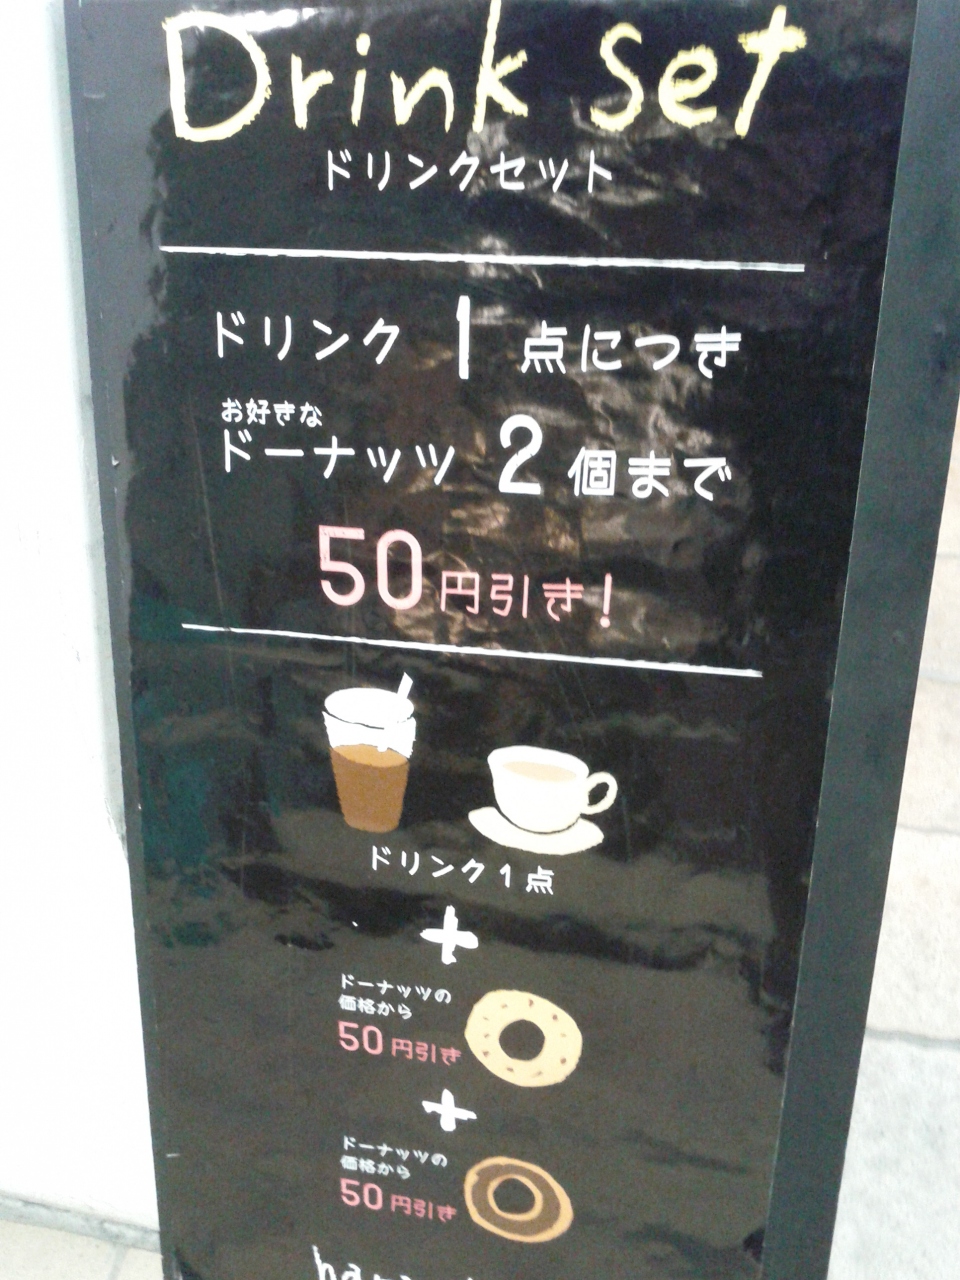 Drink Set
ドリンクセット
ドリンク 1 点につき
お好きな
ドーナッツ 2 個まで
50円引き!
ドリンク1点
+
ドーナッツの
価格から
50円引き
+
ドーナッツの
価格から
50円引き